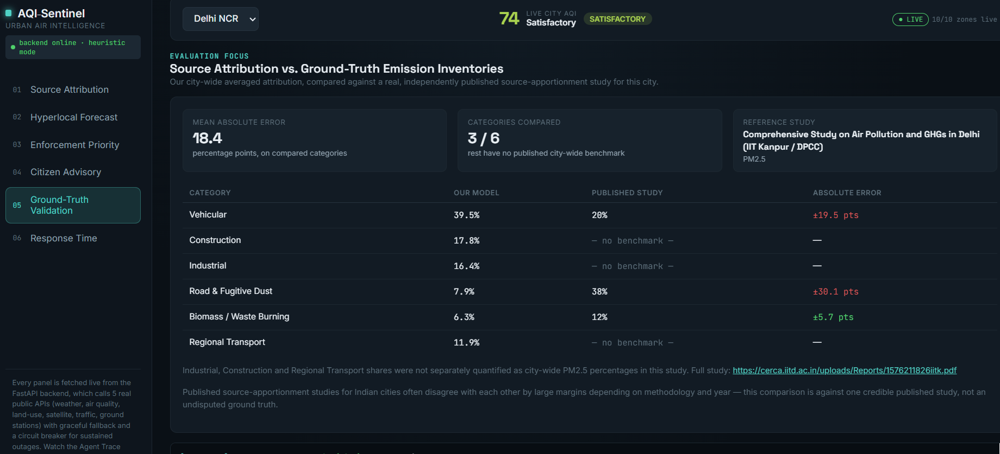 AQI-Sentinel
URBAN AIR INTELLIGENCE
backend online · heuristic
mode
01 Source Attribution
02 Hyperlocal Forecast
03 Enforcement Priority
04 Citizen Advisory
05 Ground-Truth
Validation
06 Response Time
Every panel is fetched live from the
FastAPI backend, which calls 5 real
public APIs (weather, air quality,
land-use, satellite, traffic, ground
stations) with graceful fallback and
a circuit breaker for sustained
outages. Watch the Agent Trace
Delhi NCR
74 LIVE CITY AQI
Satisfactory
SATISFACTORY
● LIVE 10/10 zones live
EVALUATION FOCUS
Source Attribution vs. Ground-Truth Emission Inventories
Our city-wide averaged attribution, compared against a real, independently published source-apportionment study for this city.
MEAN ABSOLUTE ERROR
18.4
percentage points, on compared categories
CATEGORIES COMPARED
3 / 6
rest have no published city-wide benchmark
REFERENCE STUDY
Comprehensive Study on Air Pollution and GHGs in Delhi
(IIT Kanpur / DPCC)
PM2.5
CATEGORY OUR MODEL PUBLISHED STUDY ABSOLUTE ERROR
Vehicular 39.5% 20% ±19.5 pts
Construction 17.8% — no benchmark — —
Industrial 16.4% — no benchmark — —
Road & Fugitive Dust 7.9% 38% ±30.1 pts
Biomass / Waste Burning 6.3% 12% ±5.7 pts
Regional Transport 11.9% — no benchmark — —
Industrial, Construction and Regional Transport shares were not separately quantified as city-wide PM2.5 percentages in this study. Full study: https://cerca.iitd.ac.in/uploads/Reports/1576211826iitk.pdf
Published source-apportionment studies for Indian cities often disagree with each other by large margins depending on methodology and year — this comparison is against one credible published study, not an
undisputed ground truth.